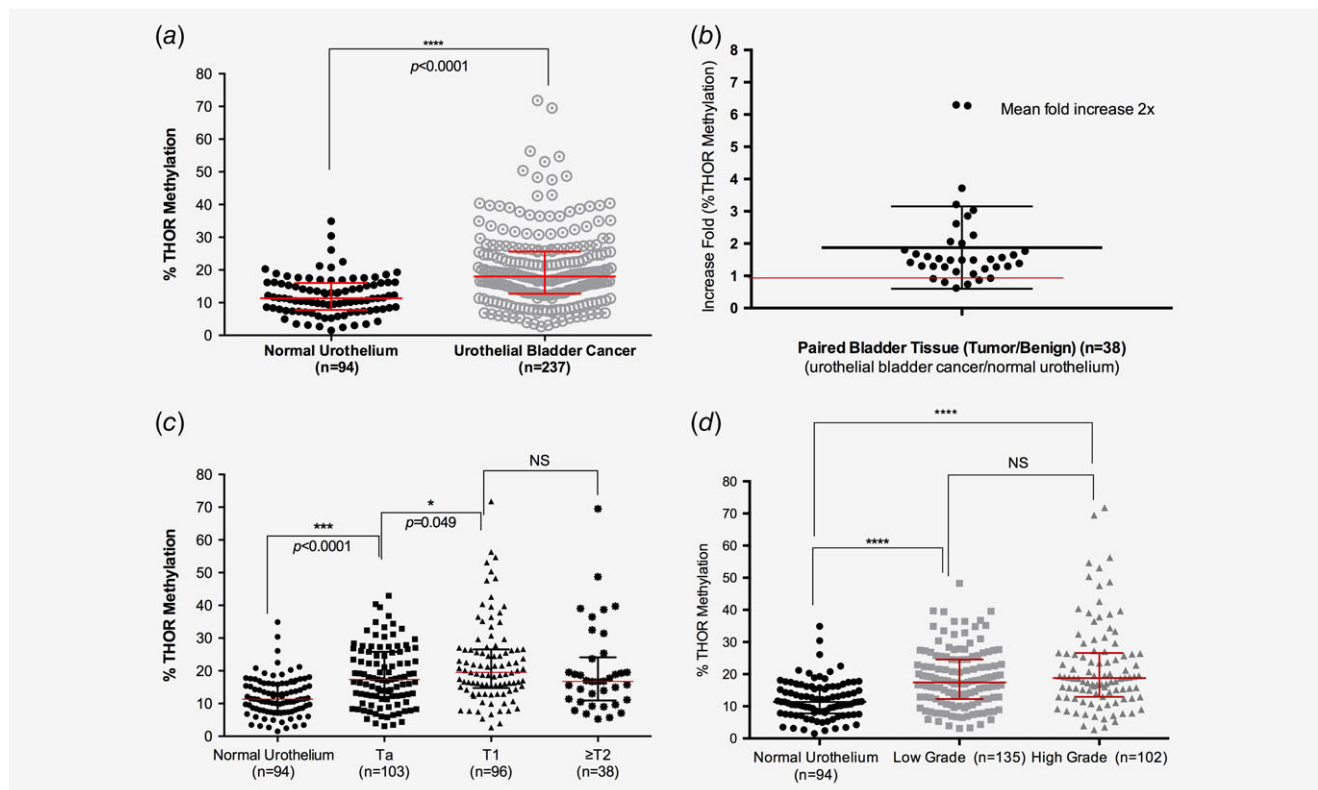 (a)
****
p<0.0001
% THOR Methylation
80
70
60
50
40
30
20
10
0
Normal Urothelium
(n=94)
Urothelial Bladder Cancer
(n=237)
(b)
Increase Fold (%THOR Methylation)
8
7
6
5
4
3
2
1
0
Mean fold increase 2x
Paired Bladder Tissue (Tumor/Benign) (n=38)
(urothelial bladder cancer/normal urothelium)
(c)
% THOR Methylation
80
70
60
50
40
30
20
10
0
***
p<0.0001
*
p=0.049
NS
Normal Urothelium
(n=94)
Ta
(n=103)
T1
(n=96)
≥T2
(n=38)
(d)
% THOR Methylation
80
70
60
50
40
30
20
10
0
****
NS
****
Normal Urothelium
(n=94)
Low Grade (n=135)
High Grade (n=102)